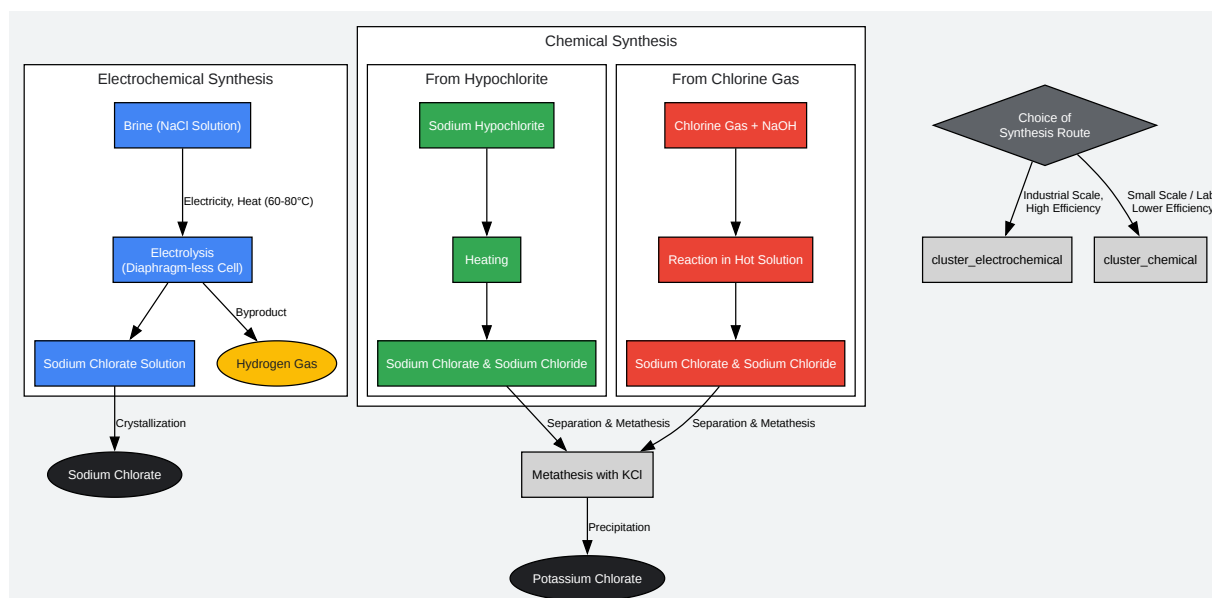 Chemical Synthesis
Electrochemical Synthesis
Brine (NaCl Solution)
Electricity, Heat (60-80°C)
Electrolysis
(Diaphragm-less Cell)
Byproduct
Sodium Chlorate Solution
Hydrogen Gas
Crystallization
Sodium Chlorate
From Hypochlorite
Sodium Hypochlorite
Heating
Sodium Chlorate & Sodium Chloride
Separation & Metathesis
From Chlorine Gas
Chlorine Gas + NaOH
Reaction in Hot Solution
Sodium Chlorate & Sodium Chloride
Separation & Metathesis
Metathesis with KCl
Precipitation
Potassium Chlorate
Choice of
Synthesis Route
Industrial Scale,
High Efficiency
Small Scale / Lab
Lower Efficiency
cluster_electrochemical
cluster_chemical